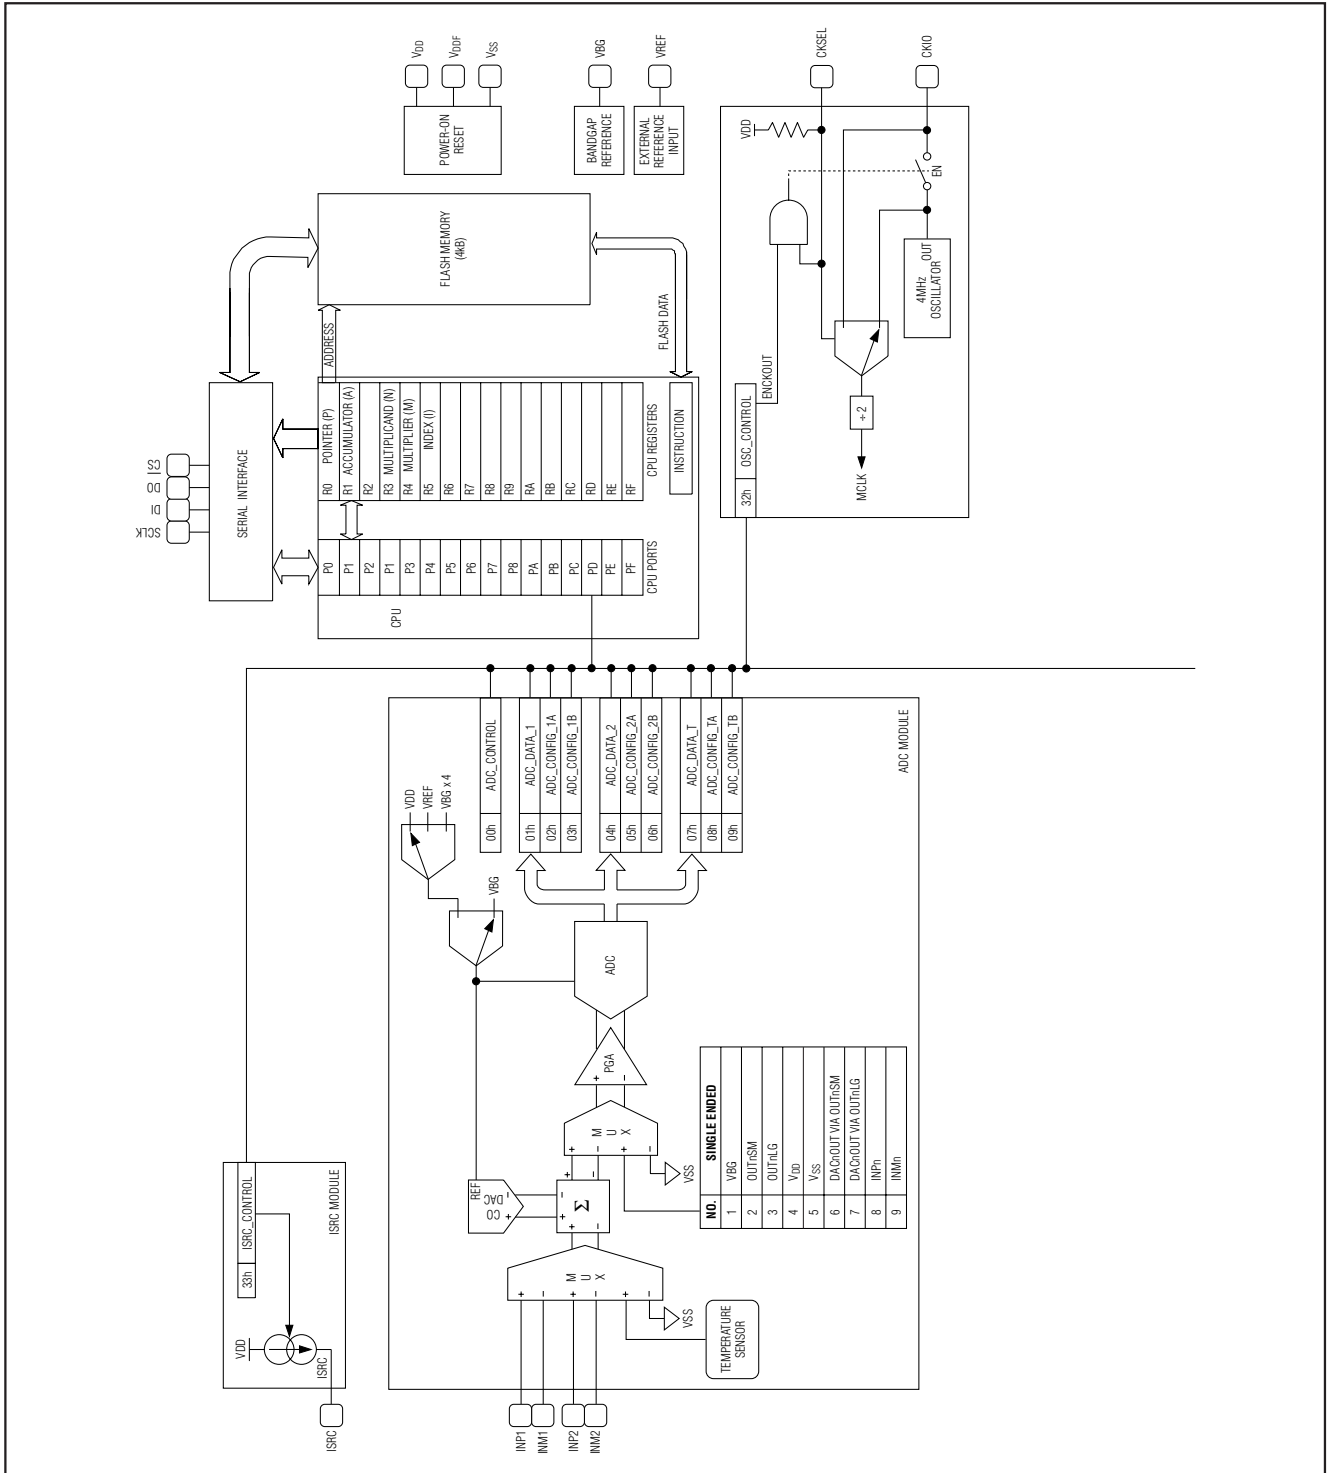 VDD
VDDF
VSS
POWER-ON
RESET
VBG
BANDGAP
REFERENCE
VREF
EXTERNAL
REFERENCE
INPUT
CKSEL
CKIO
VDD
EN
4MHz
OSCILLATOR
OUT
ENCKOUT
32h
OSC_CONTROL
÷ 2
MCLK
FLASH MEMORY
(4kB)
ADDRESS
FLASH DATA
SERIAL INTERFACE
CS
DO
DI
SCLK
R0 POINTER (P)
R1 ACCUMULATOR (A)
R2
R3 MULTIPLICAND (N)
R4 MULTIPLIER (M)
R5 INDEX (I)
R6
R7
R8
R9
RA
RB
RC
RD
RE
RF
CPU REGISTERS
INSTRUCTION
P0
P1
P2
P1
P3
P4
P5
P6
P7
P8
PA
PB
PC
PD
PE
PF
CPU PORTS
CPU
00h ADC_CONTROL
01h ADC_DATA_1
02h ADC_CONFIG_1A
03h ADC_CONFIG_1B
04h ADC_DATA_2
05h ADC_CONFIG_2A
06h ADC_CONFIG_2B
07h ADC_DATA_T
08h ADC_CONFIG_TA
09h ADC_CONFIG_TB
ADC MODULE
VDD
VREF
VBG x 4
VBG
ADC
PGA
+
–
MUX
+
–
+
–
VSS
REF
CO
DAC
+
–
Σ
+
–
+
–
+
–
MUX
+
–
+
–
+
–
VSS
TEMPERATURE
SENSOR
NO. SINGLE ENDED
1 VBG
2 OUTnSM
3 OUTnLG
4 VDD
5 VSS
6 DACnOUT VIA OUTnSM
7 DACnOUT VIA OUTnLG
8 INPn
9 INMn
33h ISRC_CONTROL
ISRC MODULE
VDD
ISRC
ISRC
INP1
INM1
INP2
INM2